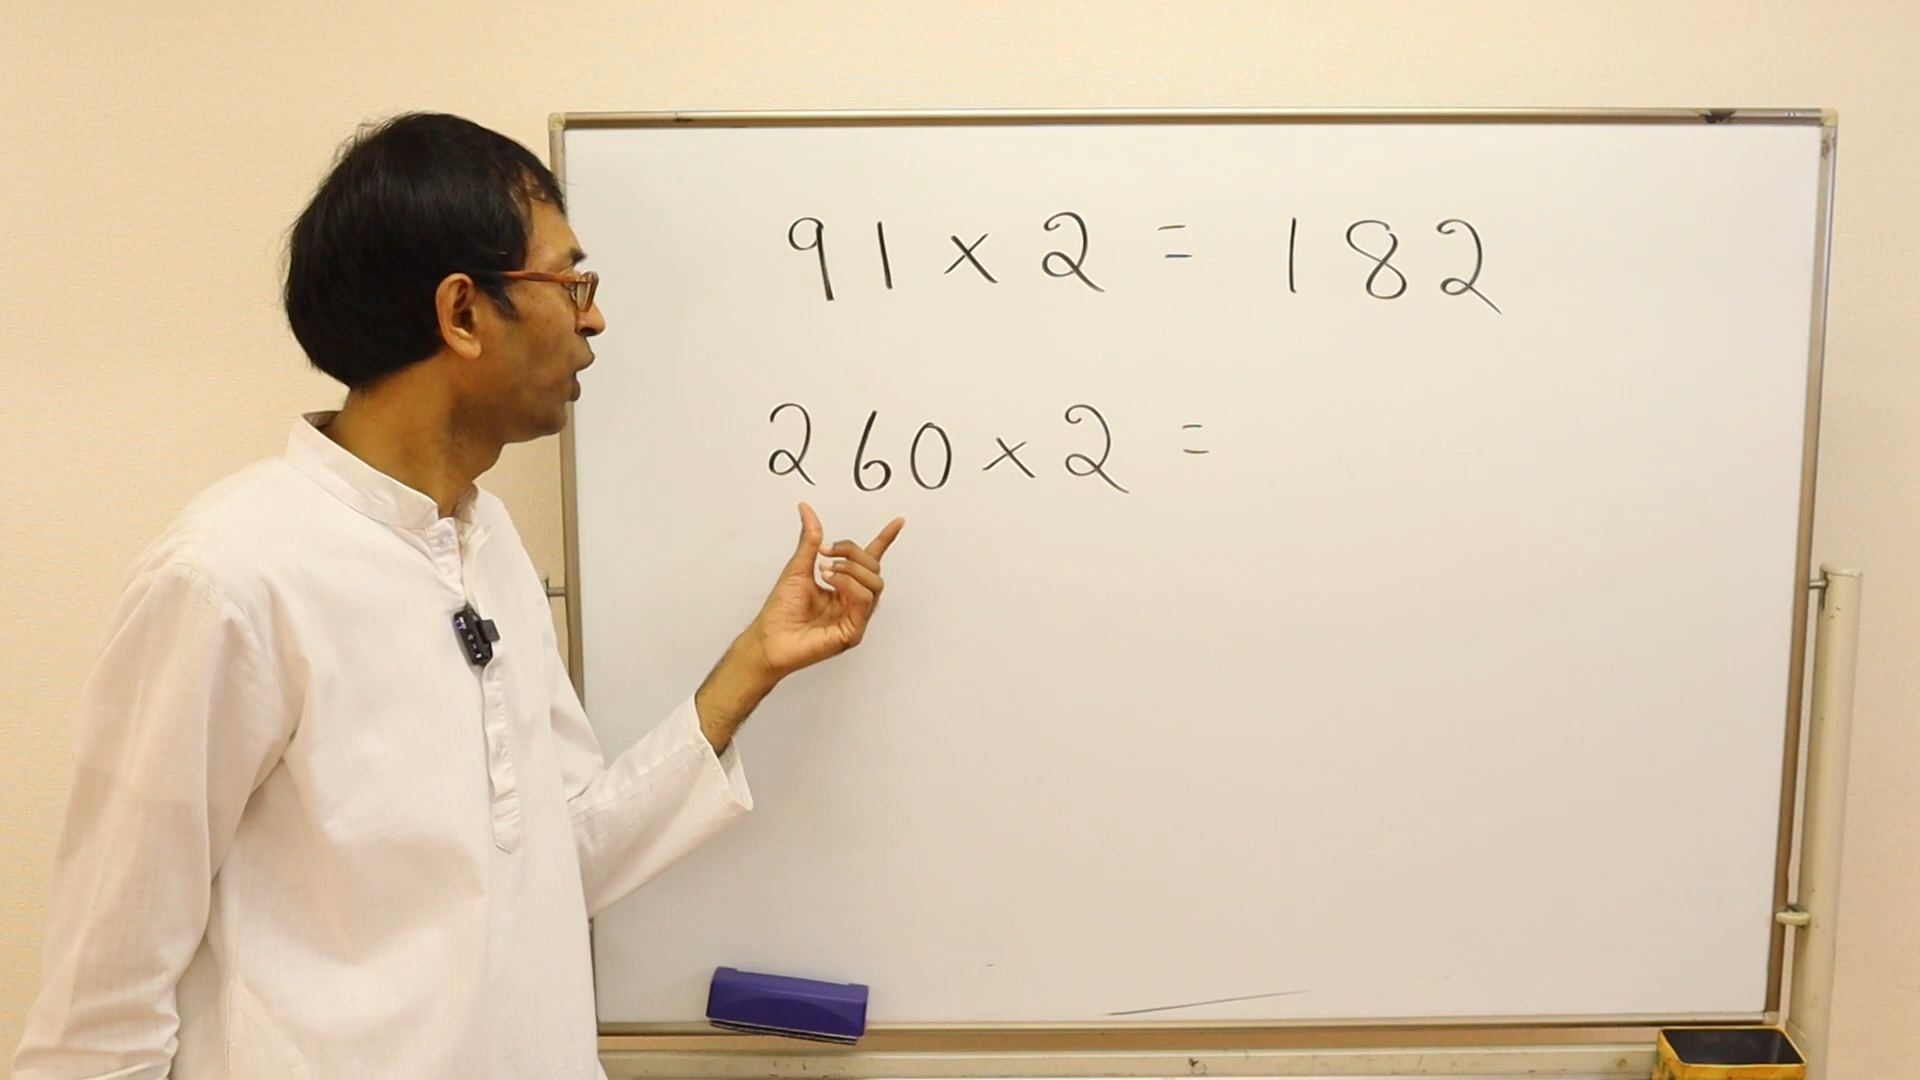 91 × 2 = 182
260 × 2 =